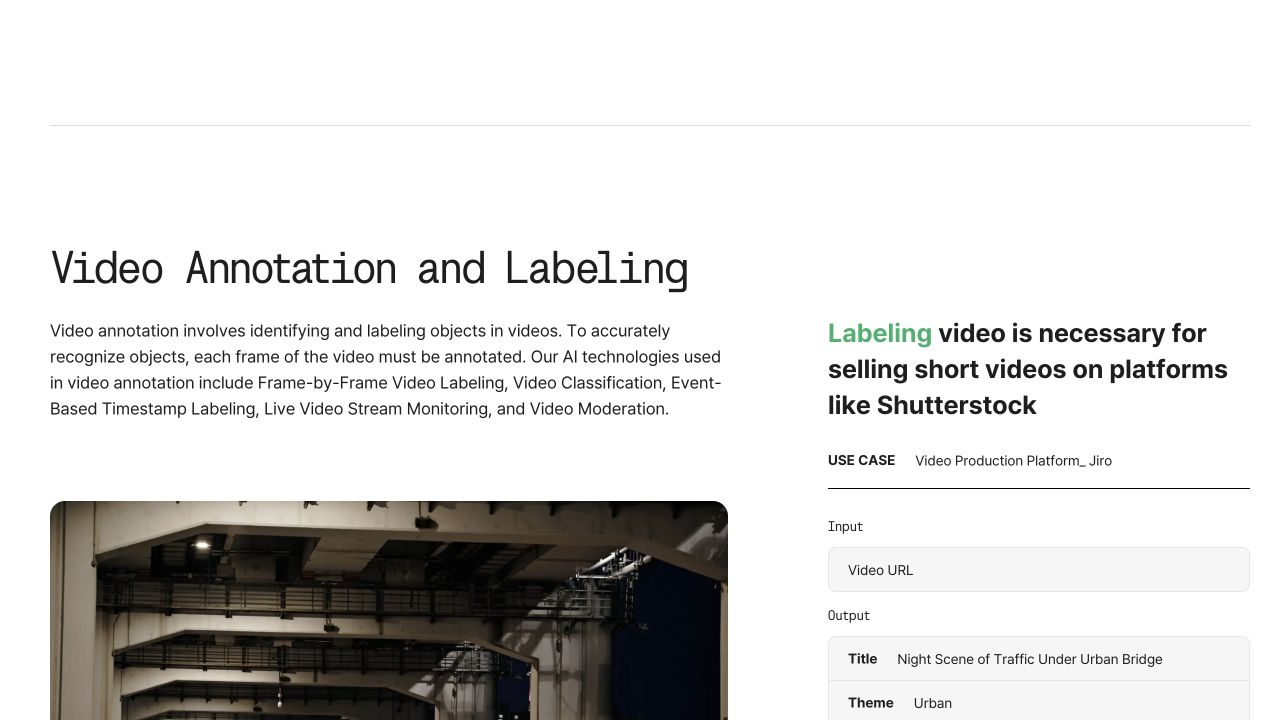 Video Annotation and Labeling
Video annotation involves identifying and labeling objects in videos. To accurately
recognize objects, each frame of the video must be annotated. Our AI technologies used
in video annotation include Frame-by-Frame Video Labeling, Video Classification, Event-
Based Timestamp Labeling, Live Video Stream Monitoring, and Video Moderation.
Labeling video is necessary for
selling short videos on platforms
like Shutterstock
USE CASE Video Production Platform_ Jiro
Input
Video URL
Output
Title Night Scene of Traffic Under Urban Bridge
Theme Urban